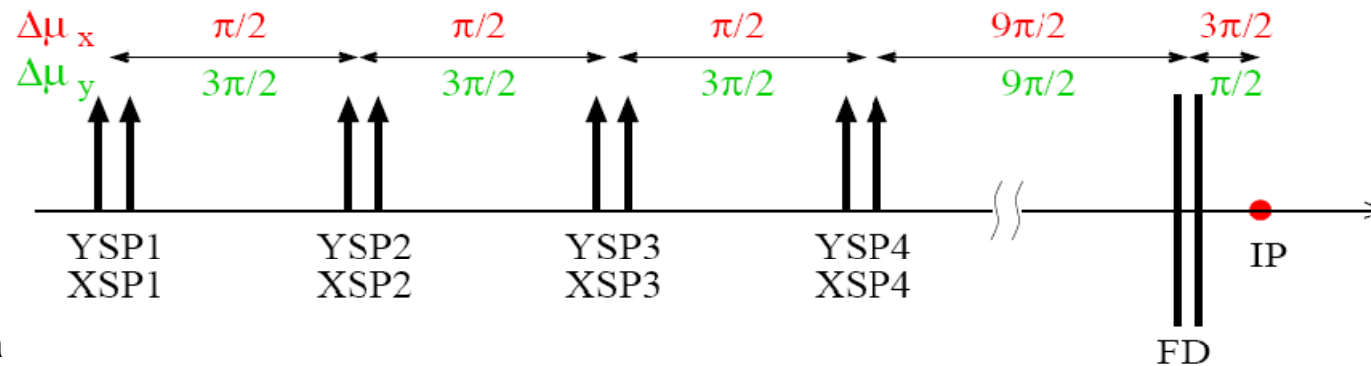 Δμ x π/2 π/2 π/2 9π/2 3π/2
Δμ y 3π/2 3π/2 3π/2 9π/2 π/2
YSP1 YSP2 YSP3 YSP4 IP
XSP1 XSP2 XSP3 XSP4
FD